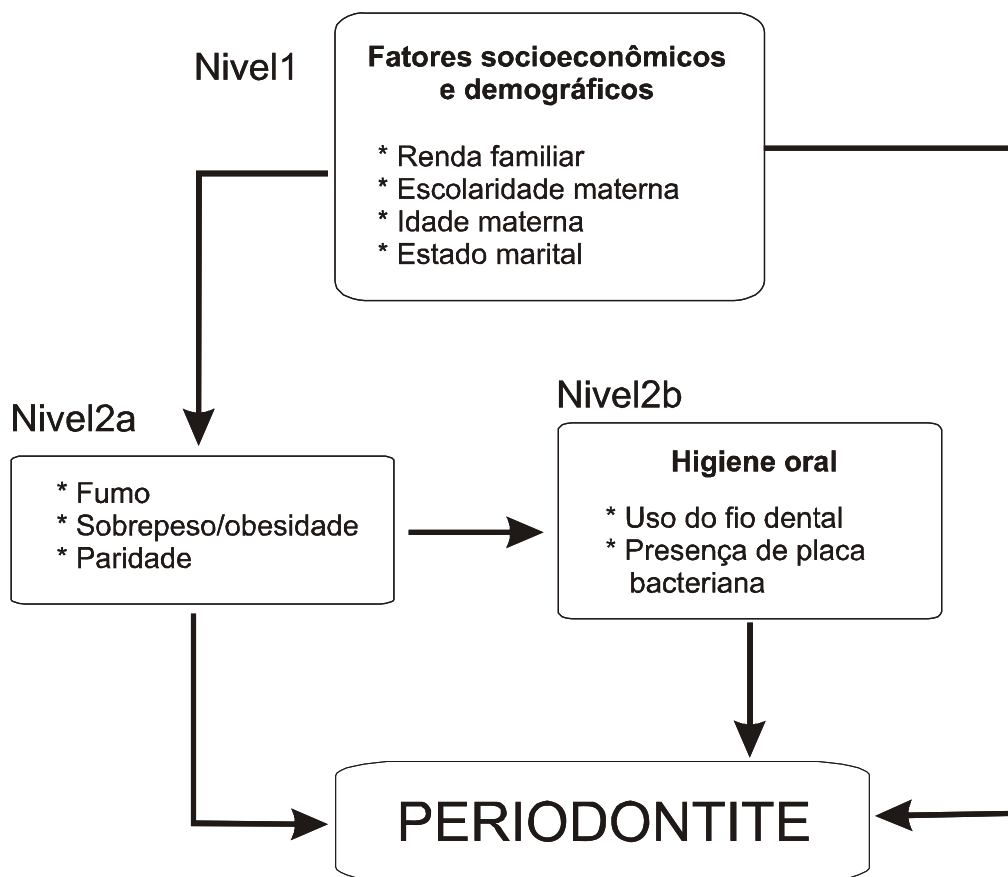 Nivel1
Fatores socioeconômicos
e demográficos
* Renda familiar
* Escolaridade materna
* Idade materna
* Estado marital
Nivel2a
* Fumo
* Sobrepeso/obesidade
* Paridade
Nivel2b
Higiene oral
* Uso do fio dental
* Presença de placa
bacteriana
PERIODONTITE